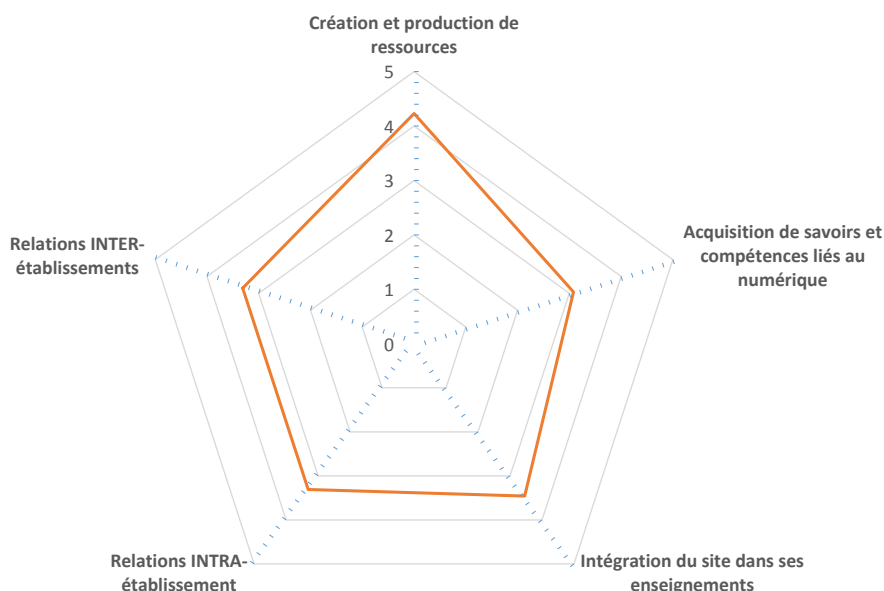 Création et production de
ressources
5
4
3
2
1
0
Acquisition de savoirs et
compétences liés au
numérique
Intégration du site dans ses
enseignements
Relations INTRA-
établissement
Relations INTER-
établissements